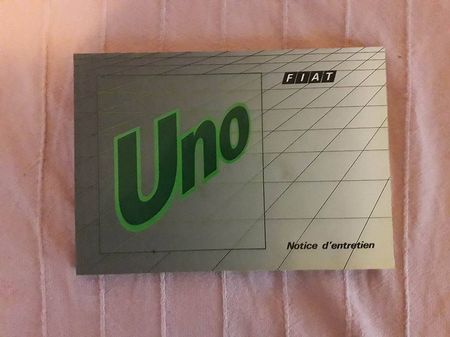 FIAT
Uno
Notice d'entretien